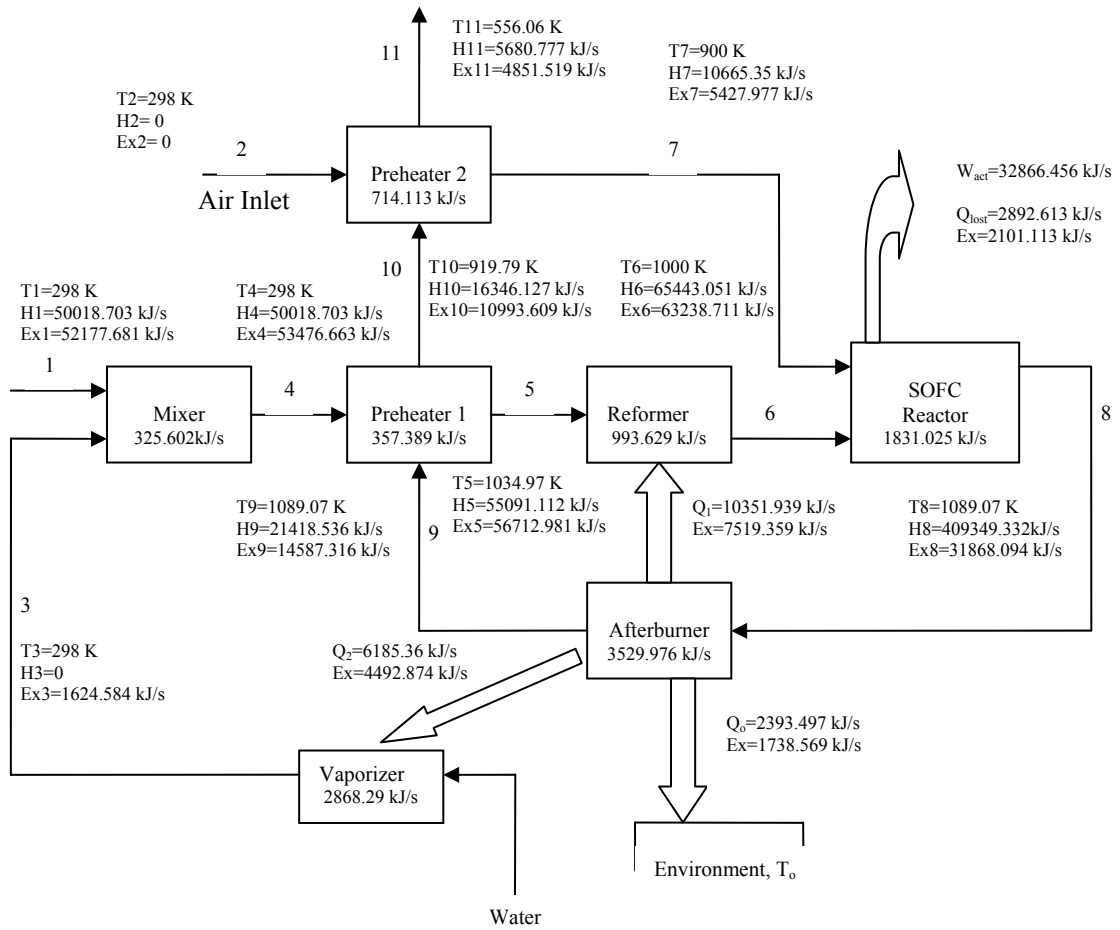 11
T11=556.06 K
H11=5680.777 kJ/s
Ex11=4851.519 kJ/s
T7=900 K
H7=10665.35 kJ/s
Ex7=5427.977 kJ/s
T2=298 K
H2= 0
Ex2= 0
2
Air Inlet
Preheater 2
714.113 kJ/s
7
Wact=32866.456 kJ/s
Qlost=2892.613 kJ/s
Ex=2101.113 kJ/s
10
T10=919.79 K
H10=16346.127 kJ/s
Ex10=10993.609 kJ/s
T6=1000 K
H6=65443.051 kJ/s
Ex6=63238.711 kJ/s
T1=298 K
H1=50018.703 kJ/s
Ex1=52177.681 kJ/s
T4=298 K
H4=50018.703 kJ/s
Ex4=53476.663 kJ/s
1
Mixer
325.602kJ/s
4
Preheater 1
357.389 kJ/s
5
Reformer
993.629 kJ/s
6
SOFC
Reactor
1831.025 kJ/s
8
T9=1089.07 K
H9=21418.536 kJ/s
Ex9=14587.316 kJ/s
9
T5=1034.97 K
H5=55091.112 kJ/s
Ex5=56712.981 kJ/s
Q1=10351.939 kJ/s
Ex=7519.359 kJ/s
T8=1089.07 K
H8=409349.332kJ/s
Ex8=31868.094 kJ/s
3
T3=298 K
H3=0
Ex3=1624.584 kJ/s
Q2=6185.36 kJ/s
Ex=4492.874 kJ/s
Afterburner
3529.976 kJ/s
Qo=2393.497 kJ/s
Ex=1738.569 kJ/s
Vaporizer
2868.29 kJ/s
Environment, To
Water